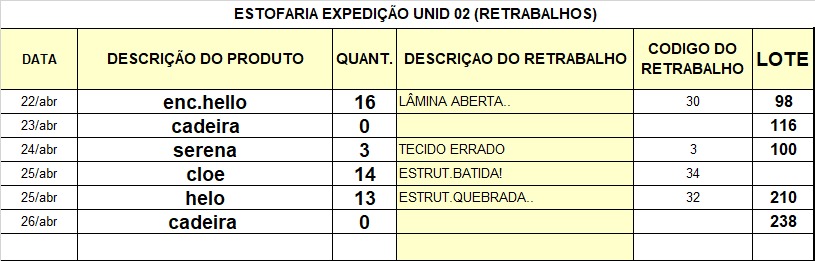 ESTOFARIA EXPEDIÇÃO UNID 02 (RETRABALHOS)
DATA DESCRIÇÃO DO PRODUTO QUANT. DESCRIÇAO DO RETRABALHO CODIGO DO RETRABALHO LOTE
22/abr enc.hello 16 LÂMINA ABERTA.. 30 98
23/abr cadeira 0 116
24/abr serena 3 TECIDO ERRADO 3 100
25/abr cloe 14 ESTRUT.BATIDA! 34
25/abr helo 13 ESTRUT.QUEBRADA.. 32 210
26/abr cadeira 0 238